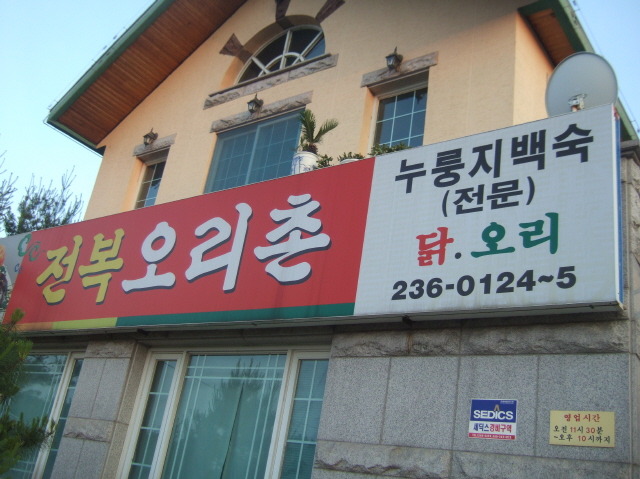 전복오리촌
누룽지백숙
(전문)
닭.오리
236-0124~5
SEDICS
세딕스경비구역
영업시간
오전 11시 30분
~오후 10시까지